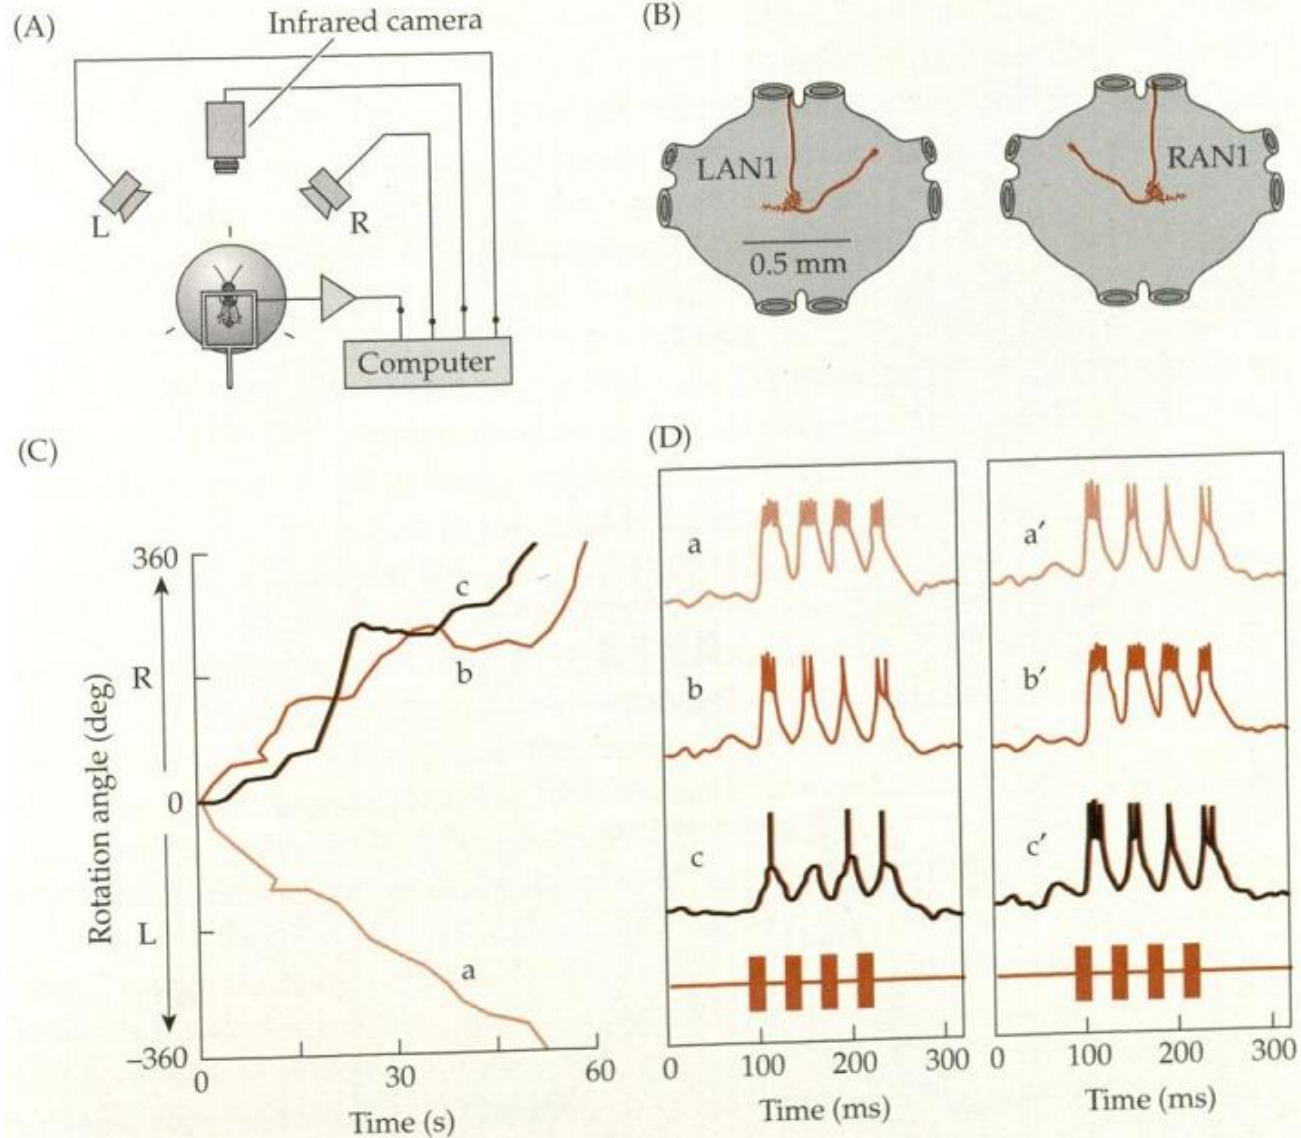 (A)
Infrared camera
L
R
Computer
(B)
LAN1
0.5 mm
RAN1
(C)
360
R
0
L
−360
Rotation angle (deg)
c
b
a
0
30
60
Time (s)
(D)
a
b
c
0
100
200
300
Time (ms)
a′
b′
c′
0
100
200
300
Time (ms)